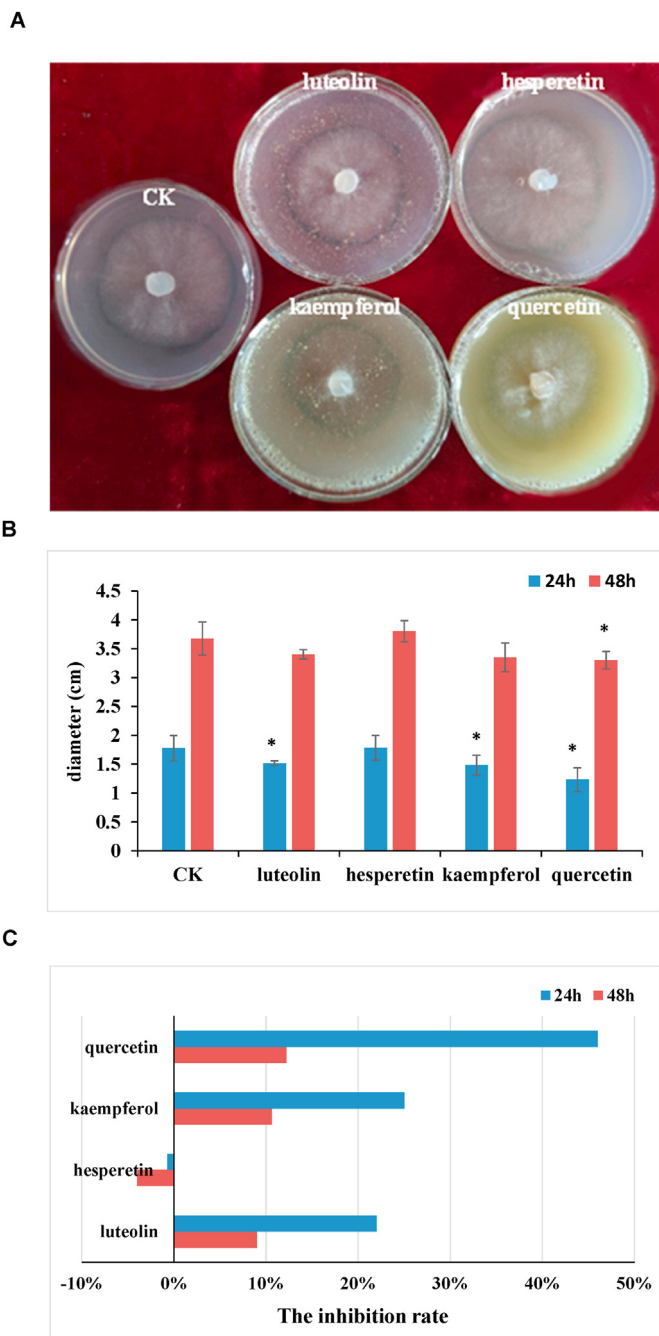 A
luteolin
hesperetin
CK
kaempferol
quercetin
B
24h 48h
4.5
4
3.5
3
2.5
2
1.5
1
0.5
0
diameter (cm)
*
*
*
*
CK luteolin hesperetin kaempferol quercetin
C
24h 48h
quercetin
kaempferol
hesperetin
luteolin
-10% 0% 10% 20% 30% 40% 50%
The inhibition rate